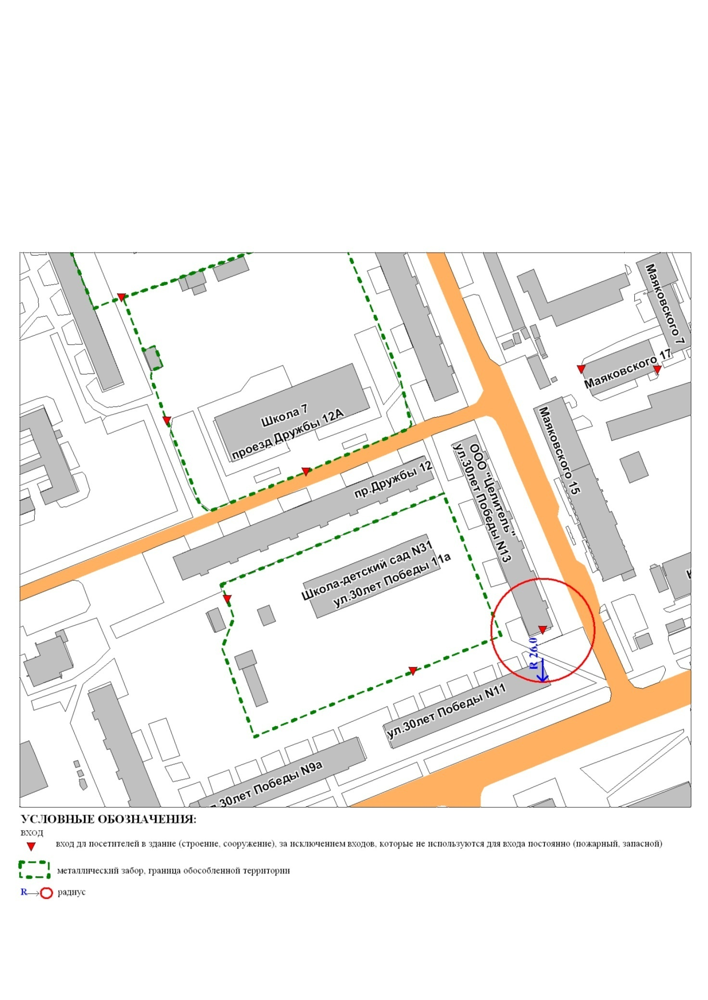 Маяковского 7
Маяковского 17
Школа 7
проезд Дружбы 12А
Маяковского 15
ООО "Целитель"
ул.30лет Победы N13
пр.Дружбы 12
Школа-детский сад N31
ул.30лет Победы 11а
R 26.0
ул.30лет Победы N11
30лет Победы N9а
УСЛОВНЫЕ ОБОЗНАЧЕНИЯ:
вход
вход дл посетителей в здание (строение, сооружение), за исключением входов, которые не используются для входа постоянно (пожарный, запасной)
металлический забор, граница обособленной территории
R радиус